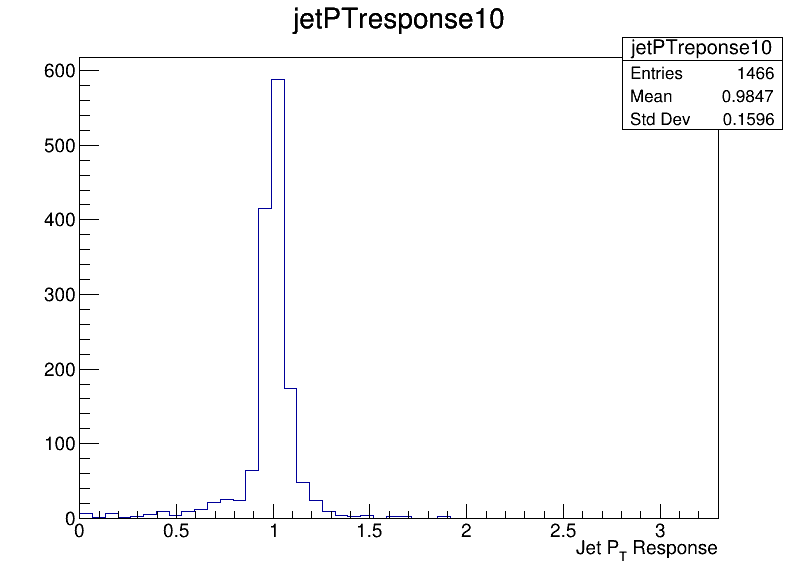 jetPTresponse10
jetPTreponse10
Entries 1466
Mean 0.9847
Std Dev 0.1596
600
500
400
300
200
100
0
0 0.5 1 1.5 2 2.5 3
Jet P_T Response